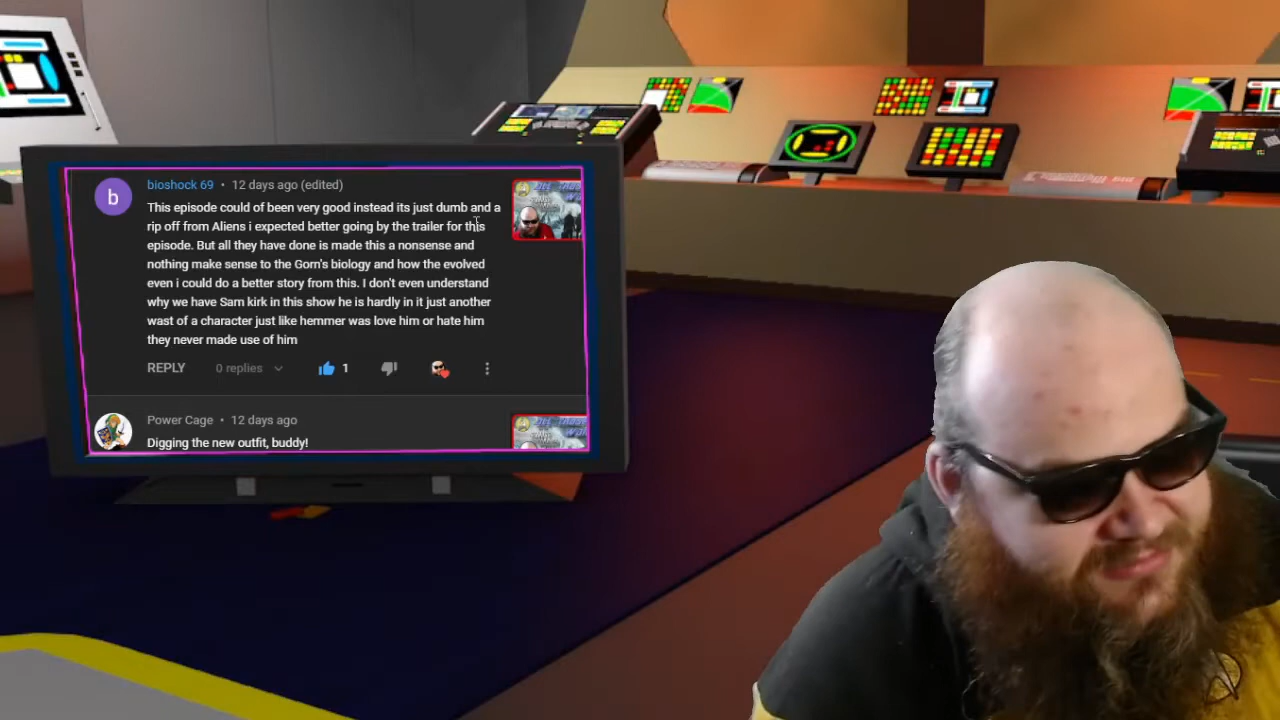 bioshock 69 • 12 days ago (edited)
This episode could of been very good instead its just dumb and a
rip off from Aliens i expected better going by the trailer for this
episode. But all they have done is made this a nonsense and
nothing make sense to the Gorn's biology and how the evolved
even i could do a better story from this. I don't even understand
why we have Sam kirk in this show he is hardly in it just another
wast of a character just like hemmer was love him or hate him
they never made use of him
REPLY 0 replies 1
Power Cage • 12 days ago
Digging the new outfit, buddy!